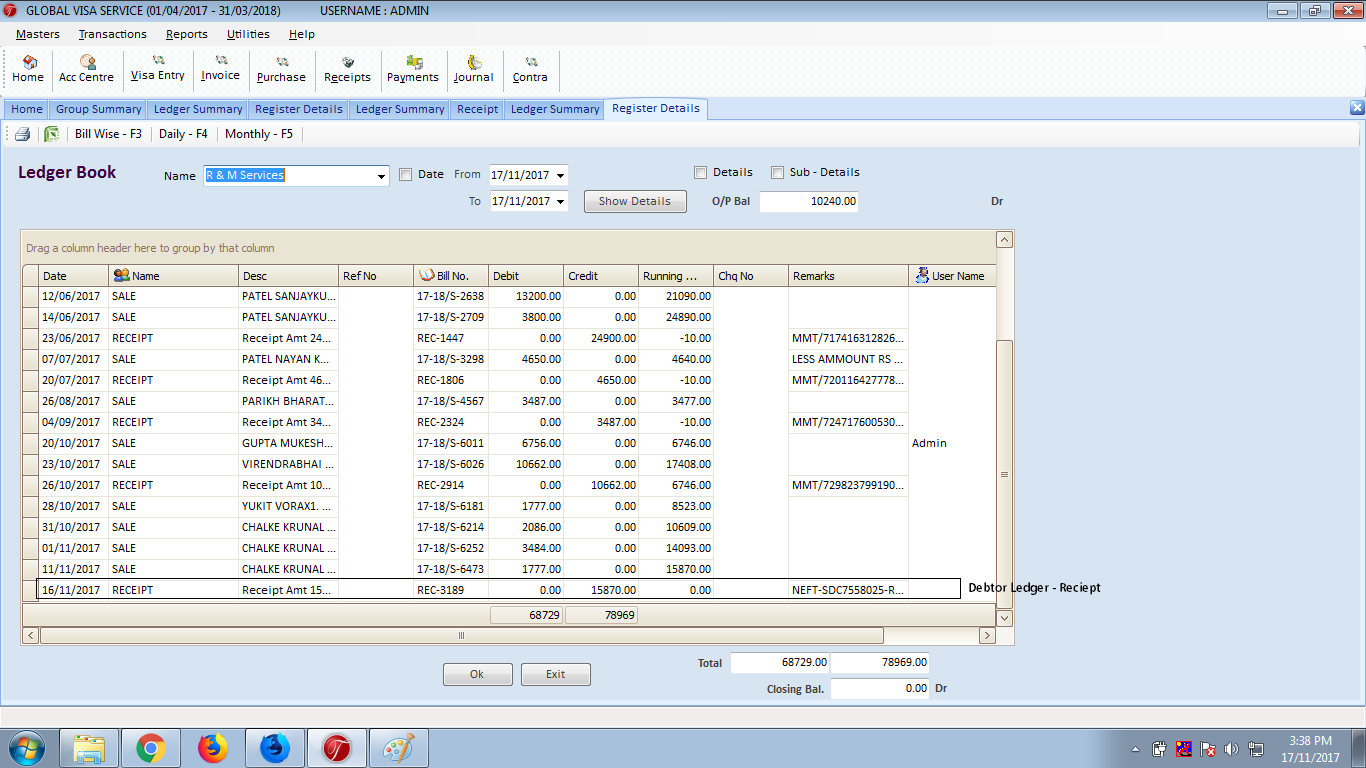 GLOBAL VISA SERVICE (01/04/2017 - 31/03/2018) USERNAME : ADMIN
Masters Transactions Reports Utilities Help
Home Acc Centre Visa Entry Invoice Purchase Receipts Payments Journal Contra
Home Group Summary Ledger Summary Register Details Ledger Summary Receipt Ledger Summary Register Details
Bill Wise - F3 Daily - F4 Monthly - F5
Ledger Book Name R & M Services Date From 17/11/2017 Details Sub - Details
To 17/11/2017 Show Details O/P Bal 10240.00 Dr
Drag a column header here to group by that column
Date Name Desc Ref No Bill No. Debit Credit Running ... Chq No Remarks User Name
12/06/2017 SALE PATEL SANJAYKU... 17-18/S-2638 13200.00 0.00 21090.00
14/06/2017 SALE PATEL SANJAYKU... 17-18/S-2709 3800.00 0.00 24890.00
23/06/2017 RECEIPT Receipt Amt 24... REC-1447 0.00 24900.00 -10.00 MMT/717416312826...
07/07/2017 SALE PATEL NAYAN K... 17-18/S-3298 4650.00 0.00 4640.00 LESS AMMOUNT RS ...
20/07/2017 RECEIPT Receipt Amt 46... REC-1806 0.00 4650.00 -10.00 MMT/720116427778...
26/08/2017 SALE PARIKH BHARAT... 17-18/S-4567 3487.00 0.00 3477.00
04/09/2017 RECEIPT Receipt Amt 34... REC-2324 0.00 3487.00 -10.00 MMT/724717600530...
20/10/2017 SALE GUPTA MUKESH... 17-18/S-6011 6756.00 0.00 6746.00 Admin
23/10/2017 SALE VIRENDRABHAI ... 17-18/S-6026 10662.00 0.00 17408.00
26/10/2017 RECEIPT Receipt Amt 10... REC-2914 0.00 10662.00 6746.00 MMT/729823799190...
28/10/2017 SALE YUKIT VORAX1. ... 17-18/S-6181 1777.00 0.00 8523.00
31/10/2017 SALE CHALKE KRUNAL ... 17-18/S-6214 2086.00 0.00 10609.00
01/11/2017 SALE CHALKE KRUNAL ... 17-18/S-6252 3484.00 0.00 14093.00
11/11/2017 SALE CHALKE KRUNAL ... 17-18/S-6473 1777.00 0.00 15870.00
16/11/2017 RECEIPT Receipt Amt 15... REC-3189 0.00 15870.00 0.00 NEFT-SDC7558025-R... Debtor Ledger - Reciept
68729 78969
Ok Exit Total 68729.00 78969.00
Closing Bal. 0.00 Dr
3:38 PM
17/11/2017